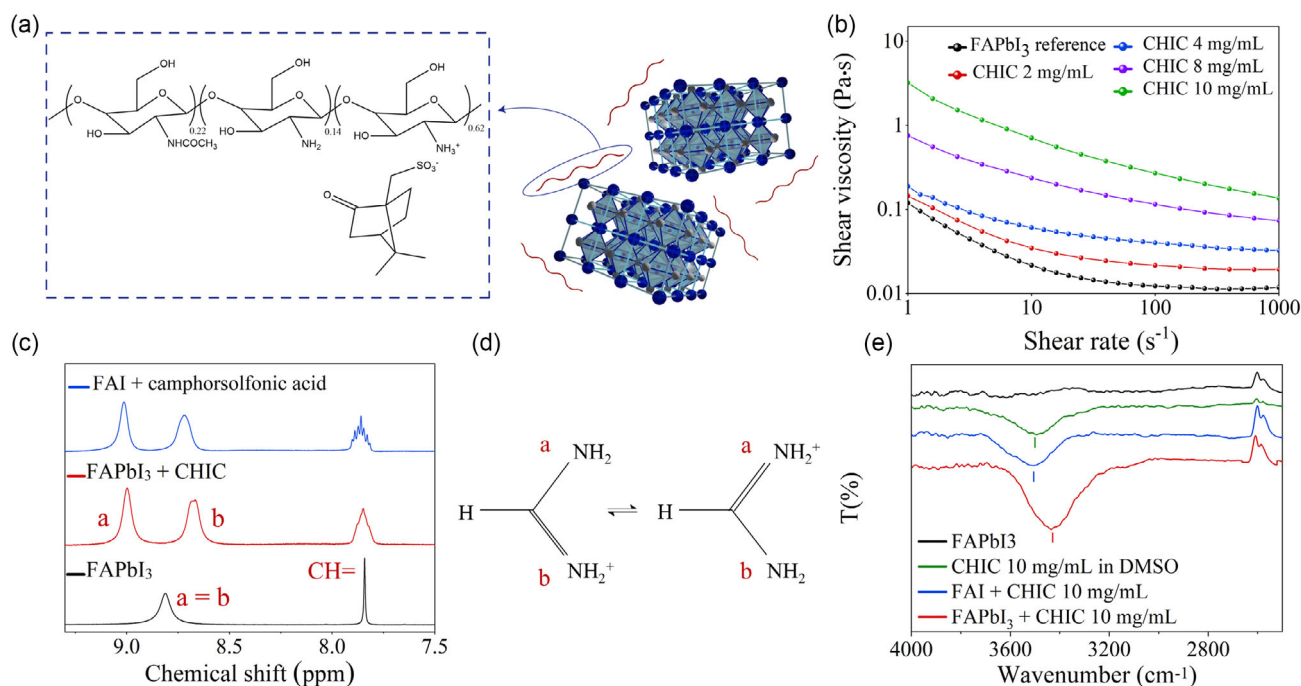 (a)
OH
OH
OH
O
O
O
O
O
O
O
HO
HO
HO
NHCOCH3
0.22
NH2
0.14
NH3+
0.62
SO3-
O
(b)
FAPbI3 reference
CHIC 2 mg/mL
CHIC 4 mg/mL
CHIC 8 mg/mL
CHIC 10 mg/mL
Shear viscosity (Pa·s)
10
1
0.1
0.01
1
10
100
1000
Shear rate (s-1)
(c)
FAI + camphorsolfonic acid
FAPbI3 + CHIC
a
b
FAPbI3
a = b
CH=
9.0
8.5
8.0
7.5
Chemical shift (ppm)
(d)
a
NH2
H
b
NH2+
a
NH2+
H
b
NH2
(e)
T(%)
FAPbI3
CHIC 10 mg/mL in DMSO
FAI + CHIC 10 mg/mL
FAPbI3 + CHIC 10 mg/mL
4000
3600
3200
2800
Wavenumber (cm-1)